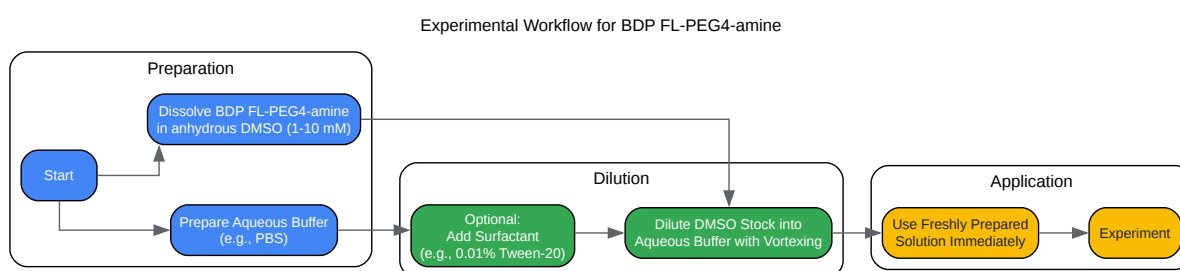 Experimental Workflow for BDP FL-PEG4-amine
Preparation
Dissolve BDP FL-PEG4-amine
in anhydrous DMSO (1-10 mM)
Start
Prepare Aqueous Buffer
(e.g., PBS)
Dilution
Optional:
Add Surfactant
(e.g., 0.01% Tween-20)
Dilute DMSO Stock into
Aqueous Buffer with Vortexing
Application
Use Freshly Prepared
Solution Immediately
Experiment